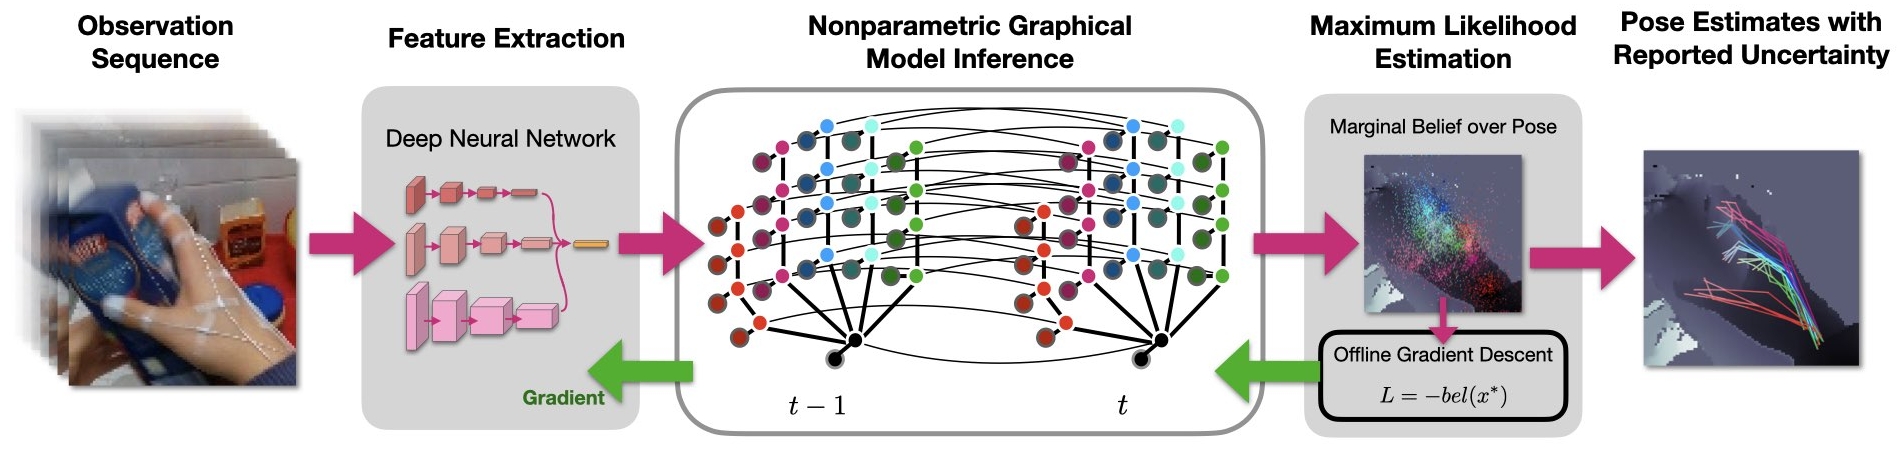 Observation
Sequence
Feature Extraction
Nonparametric Graphical
Model Inference
Maximum Likelihood
Estimation
Pose Estimates with
Reported Uncertainty
Deep Neural Network
Gradient
t − 1
t
Marginal Belief over Pose
Offline Gradient Descent
L = −bel(x*)